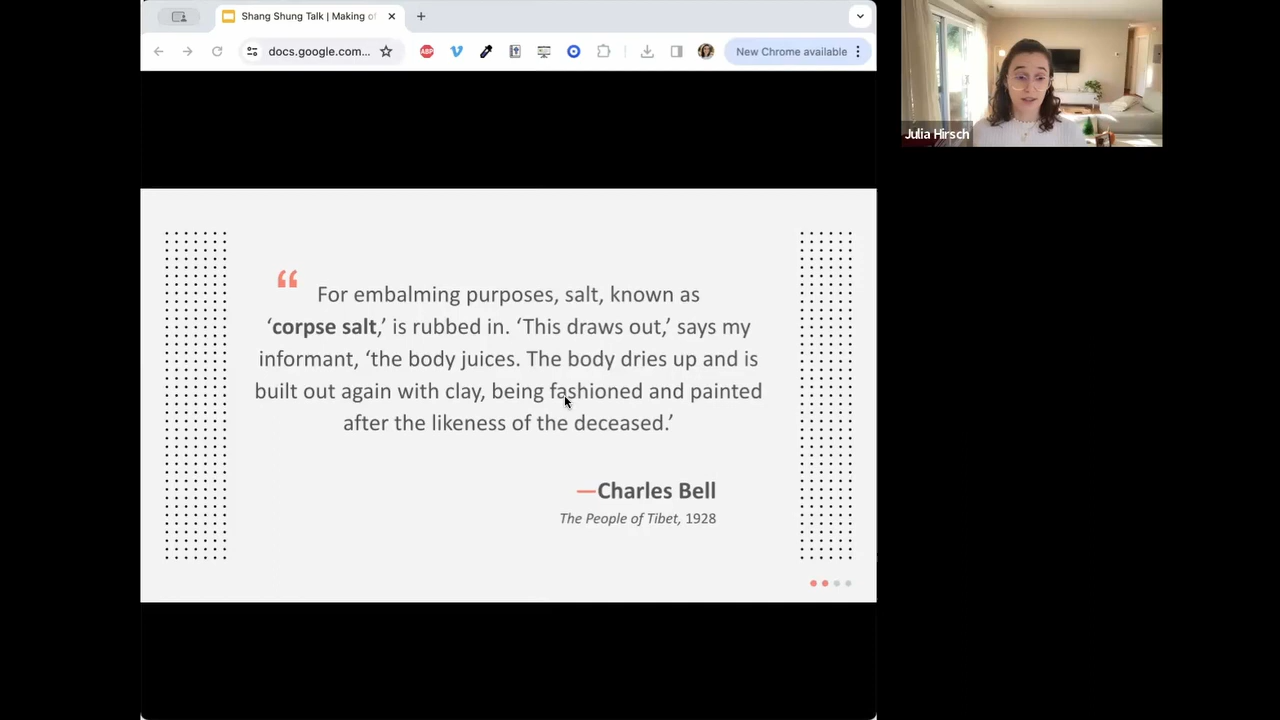 Shang Shung Talk | Making of
docs.google.com...
ABP
New Chrome available
Julia Hirsch
“ For embalming purposes, salt, known as
‘corpse salt,’ is rubbed in. ‘This draws out,’ says my
informant, ‘the body juices. The body dries up and is
built out again with clay, being fashioned and painted
after the likeness of the deceased.’
—Charles Bell
The People of Tibet, 1928